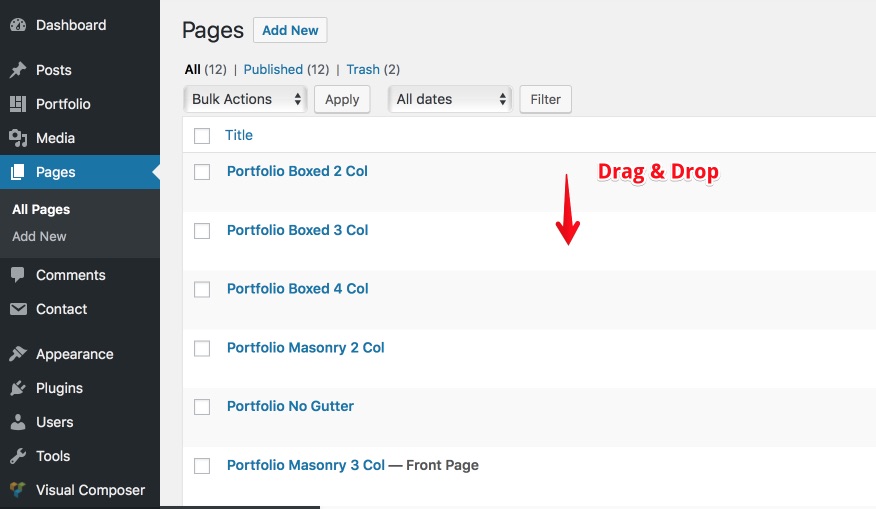 Dashboard
Posts
Portfolio
Media
Pages
All Pages
Add New
Comments
Contact
Appearance
Plugins
Users
Tools
Visual Composer
Pages Add New
All (12) | Published (12) | Trash (2)
Bulk Actions Apply All dates Filter
Title
Portfolio Boxed 2 Col
Drag & Drop
Portfolio Boxed 3 Col
Portfolio Boxed 4 Col
Portfolio Masonry 2 Col
Portfolio No Gutter
Portfolio Masonry 3 Col — Front Page